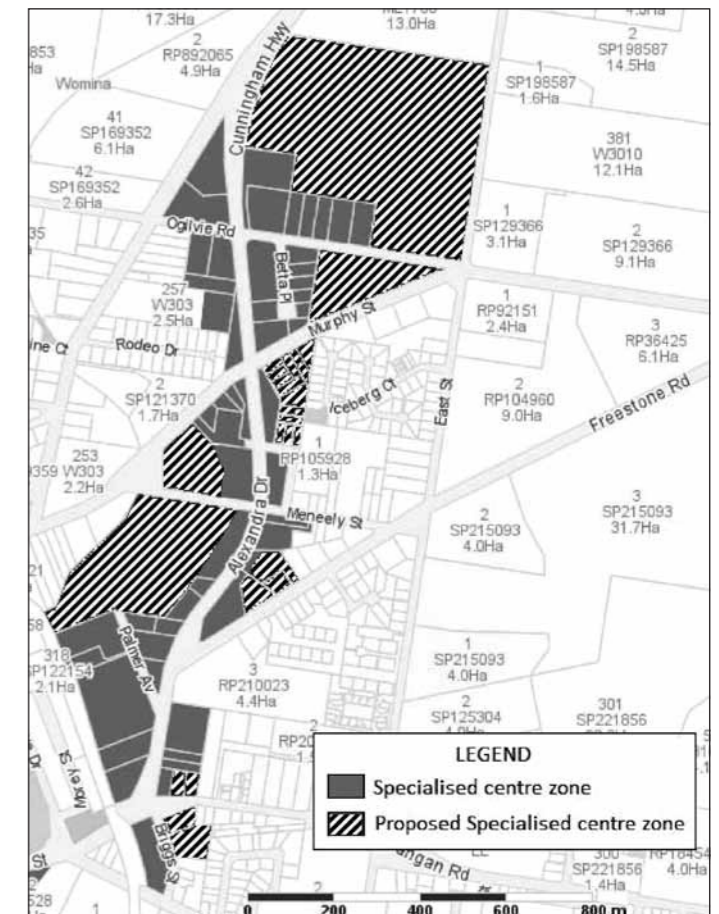 17.3Ha
13.0Ha
2
RP892065
4.9Ha
2
SP198587
14.5Ha
1
SP198587
1.6Ha
Cunningham Hwy
Womina
41
SP169352
6.1Ha
381
W3010
12.1Ha
42
SP169352
2.6Ha
1
SP129366
3.1Ha
2
SP129366
9.1Ha
Ogilvie Rd
Betta Pl
257
W303
2.5Ha
Murphy St
1
RP92151
2.4Ha
3
RP36425
6.1Ha
Rodeo Dr
Iceberg Ct
East St
2
SP121370
1.7Ha
2
RP104960
9.0Ha
Freestone Rd
1
RP105928
1.3Ha
253
W303
2.2Ha
Alexandra Dr
Meneely St
2
SP215093
4.0Ha
3
SP215093
31.7Ha
Palmer Av
318
SP122154
2.1Ha
3
RP210023
4.4Ha
1
SP215093
4.0Ha
2
SP125304
301
SP221856
Morey St
Briggs St
LEGEND
Specialised centre zone
Proposed Specialised centre zone
SP221856
1.4Ha
4.0Ha
0 200 400 600 800 m